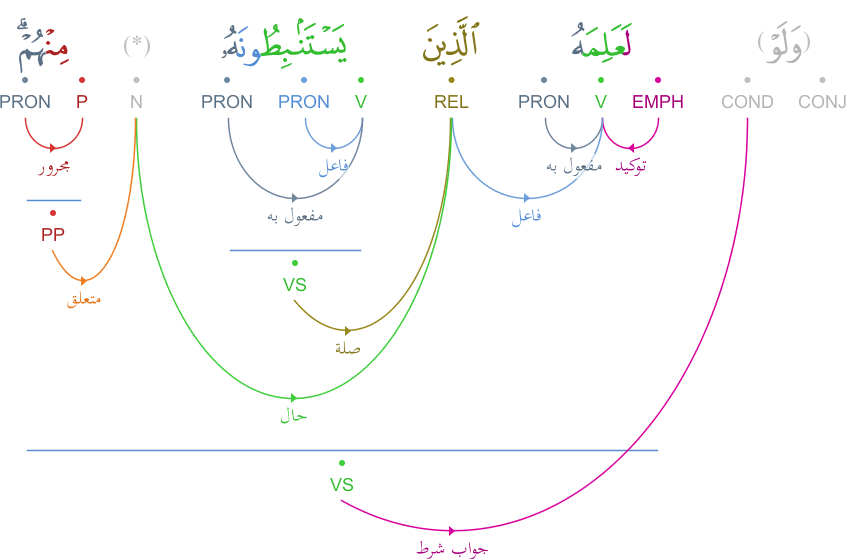 (وَلَوْ) لَعَلِمَهُ ٱلَّذِينَ يَسْتَنۢبِطُونَهُۥ (*) مِنْهُمْ ۗ
CONJ COND EMPH V PRON REL V PRON PRON N P PRON
توكيد مفعول به فاعل مجرور
فاعل مفعول به
PP
VS
متعلق
صلة
حال
VS
جواب شرط